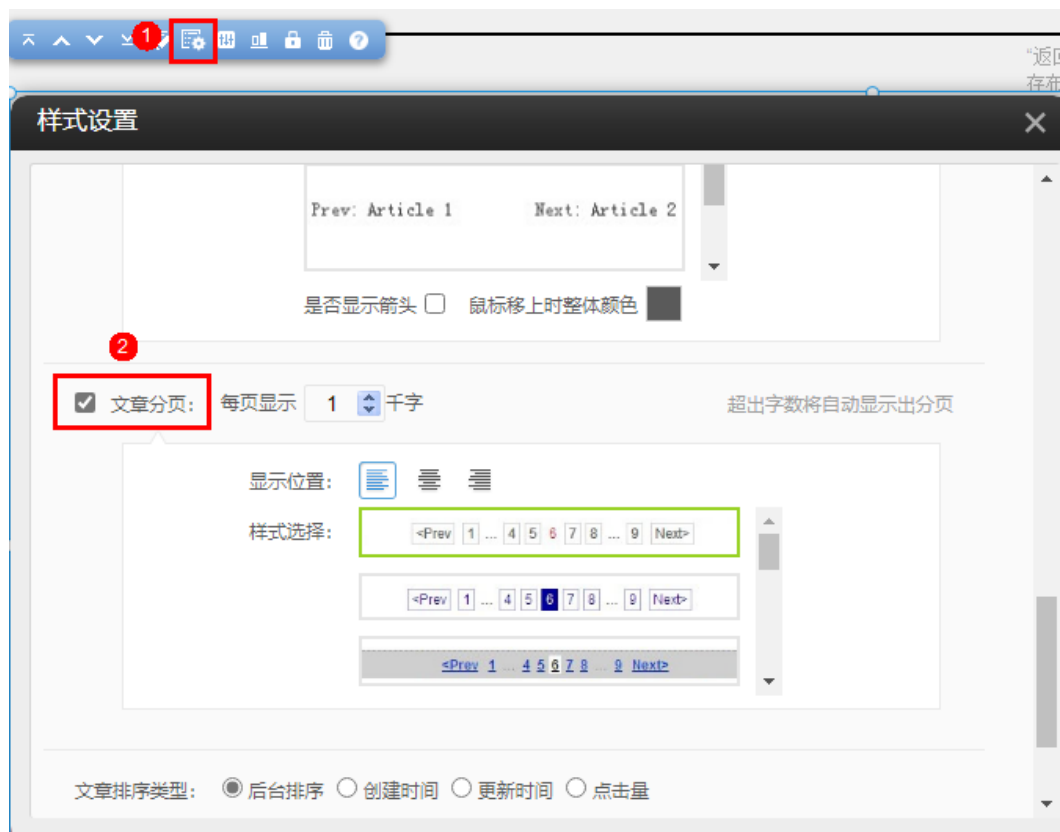 1
"返回
存在
样式设置
Prev: Article 1 Next: Article 2
是否显示箭头 鼠标移上时整体颜色
2
文章分页: 每页显示 1 千字 超出字数将自动显示出分页
显示位置:
样式选择: <Prev 1 ... 4 5 6 7 8 ... 9 Next>
<Prev 1 ... 4 5 6 7 8 ... 9 Next>
<Prev 1 ... 4 5 6 7 8 ... 9 Next>
文章排序类型: 后台排序 创建时间 更新时间 点击量